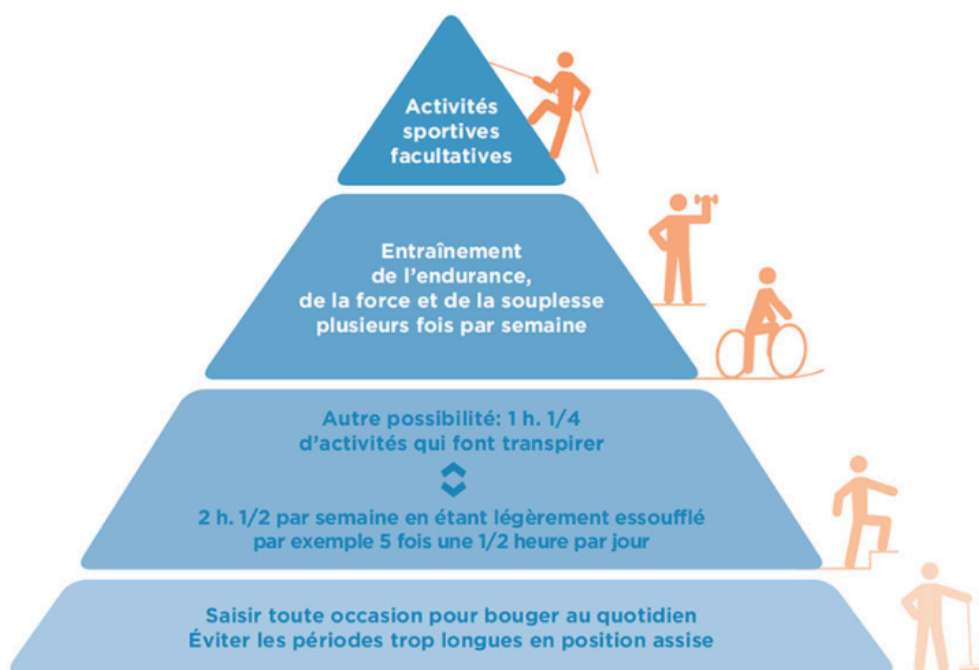 Activités
sportives
facultatives
Entraînement
de l'endurance,
de la force et de la souplesse
plusieurs fois par semaine
Autre possibilité: 1 h. 1/4
d'activités qui font transpirer
2 h. 1/2 par semaine en étant légèrement essoufflé
par exemple 5 fois une 1/2 heure par jour
Saisir toute occasion pour bouger au quotidien
Éviter les périodes trop longues en position assise